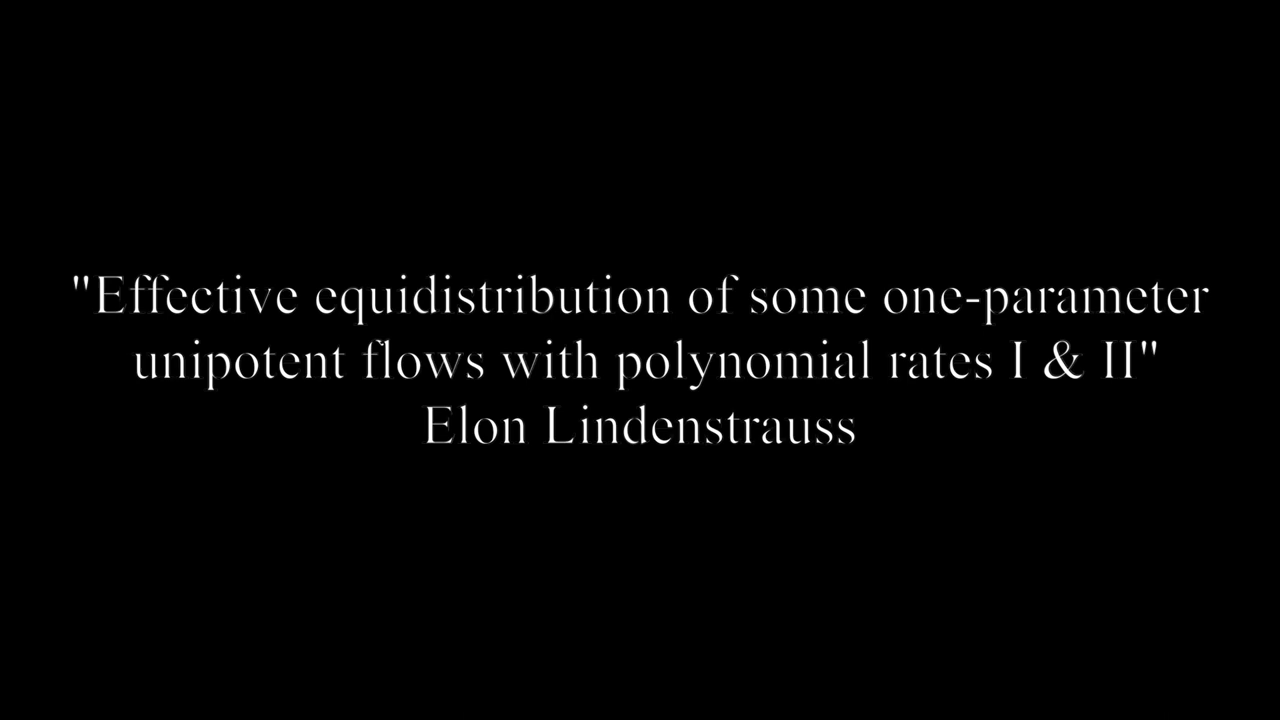 "Effective equidistribution of some one-parameter
unipotent flows with polynomial rates I & II"
Elon Lindenstrauss